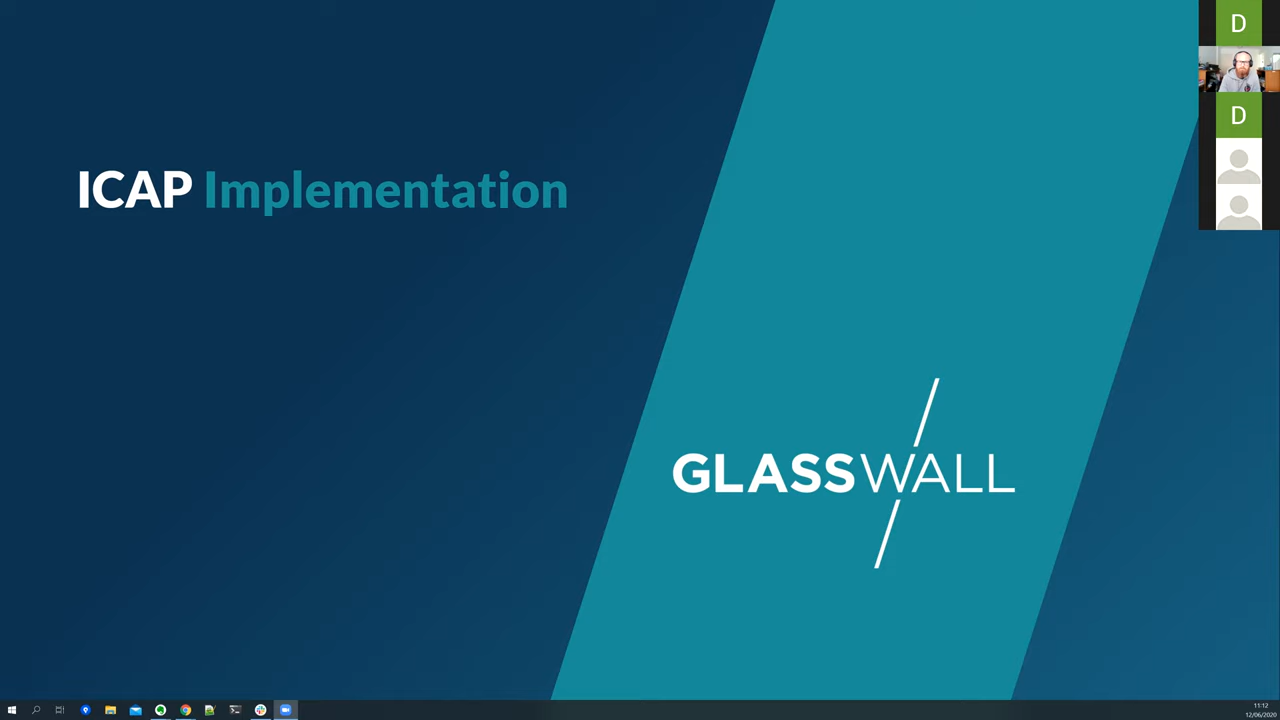 D
D
ICAP Implementation
GLASSWALL
11:12
12/06/2020